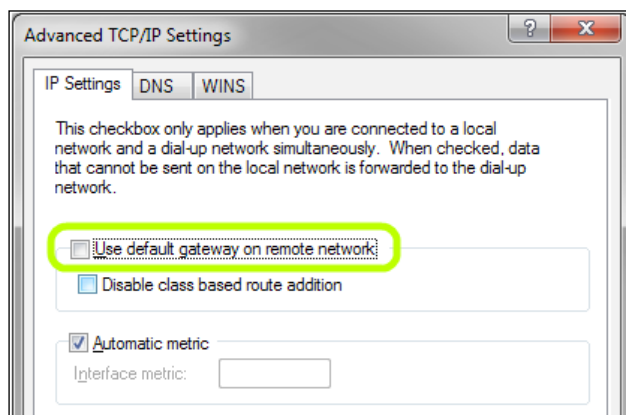 Advanced TCP/IP Settings
IP Settings DNS WINS
This checkbox only applies when you are connected to a local
network and a dial-up network simultaneously. When checked, data
that cannot be sent on the local network is forwarded to the dial-up
network.
Use default gateway on remote network
Disable class based route addition
Automatic metric
Interface metric: